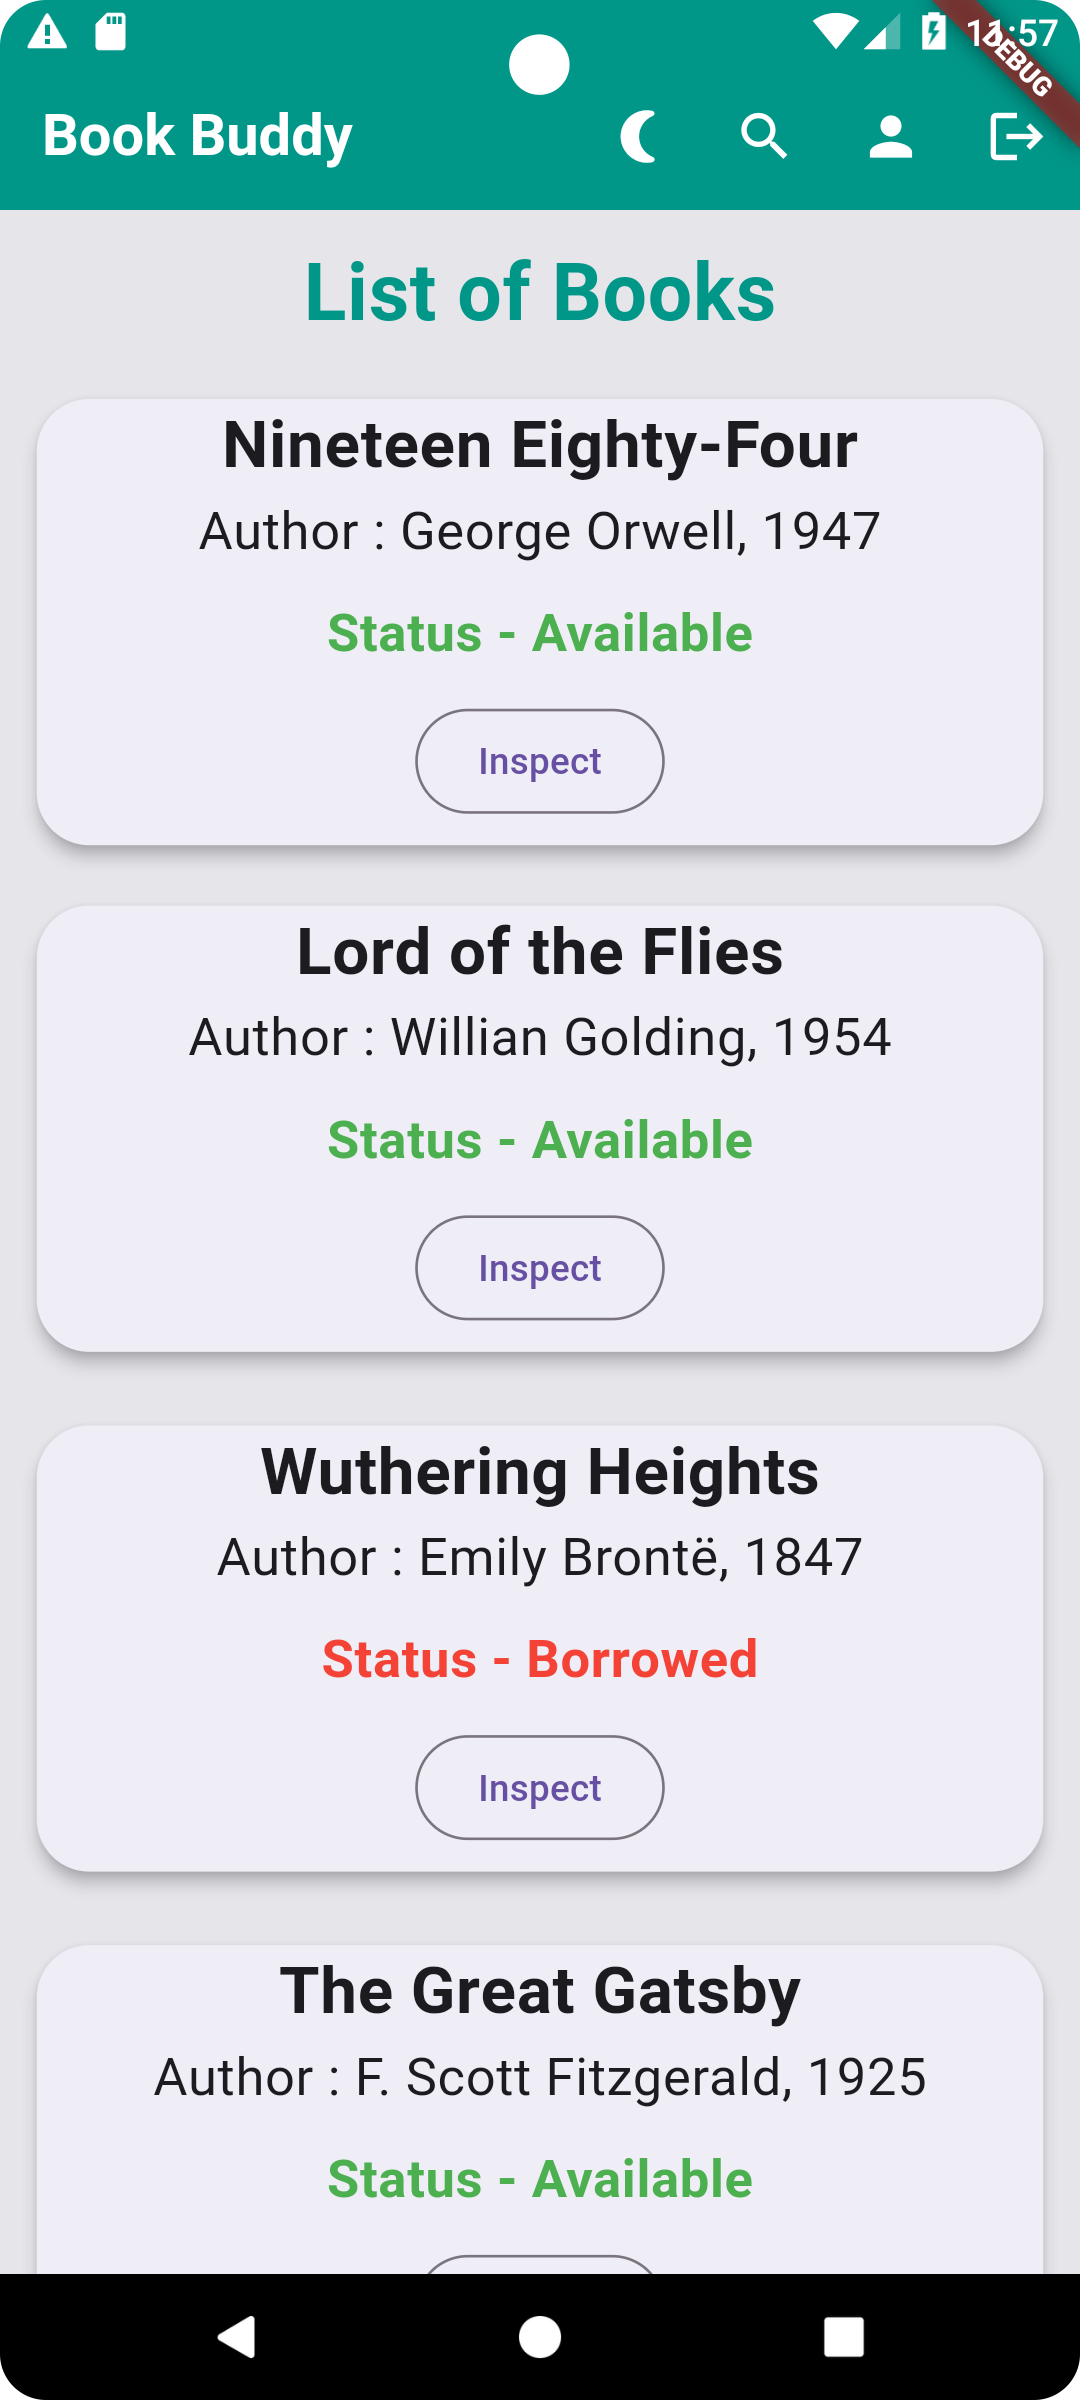 11:57
DEBUG
Book Buddy
List of Books
Nineteen Eighty-Four
Author : George Orwell, 1947
Status - Available
Inspect
Lord of the Flies
Author : Willian Golding, 1954
Status - Available
Inspect
Wuthering Heights
Author : Emily Brontë, 1847
Status - Borrowed
Inspect
The Great Gatsby
Author : F. Scott Fitzgerald, 1925
Status - Available